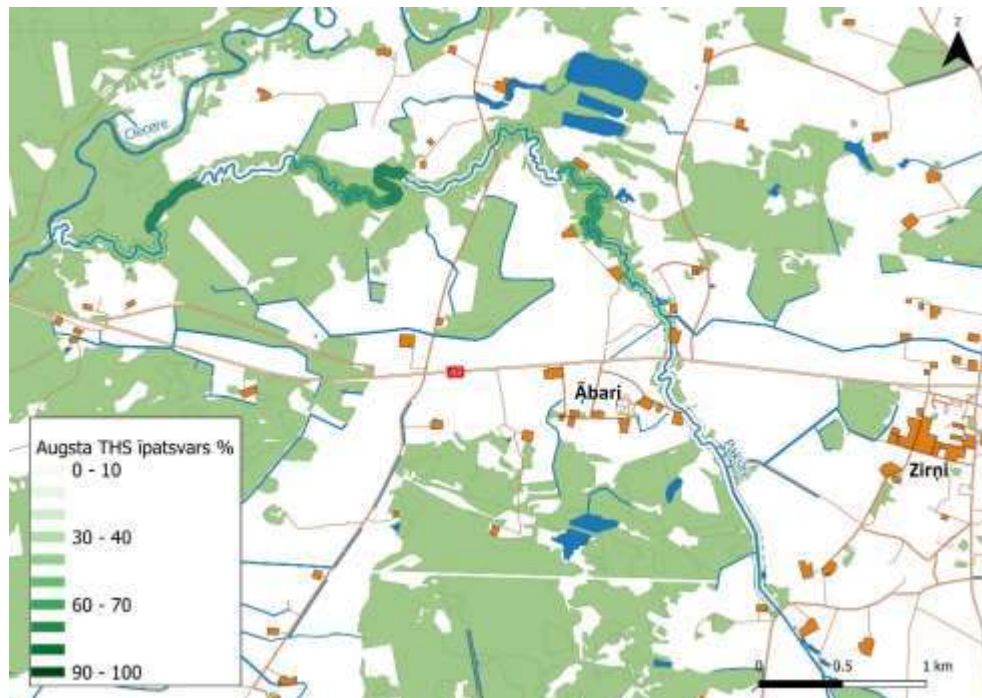 Z
Ciecere
A9
Ābari
Zirņi
Augsta THS īpatsvars %
0 - 10
30 - 40
60 - 70
90 - 100
0 0.5 1 km